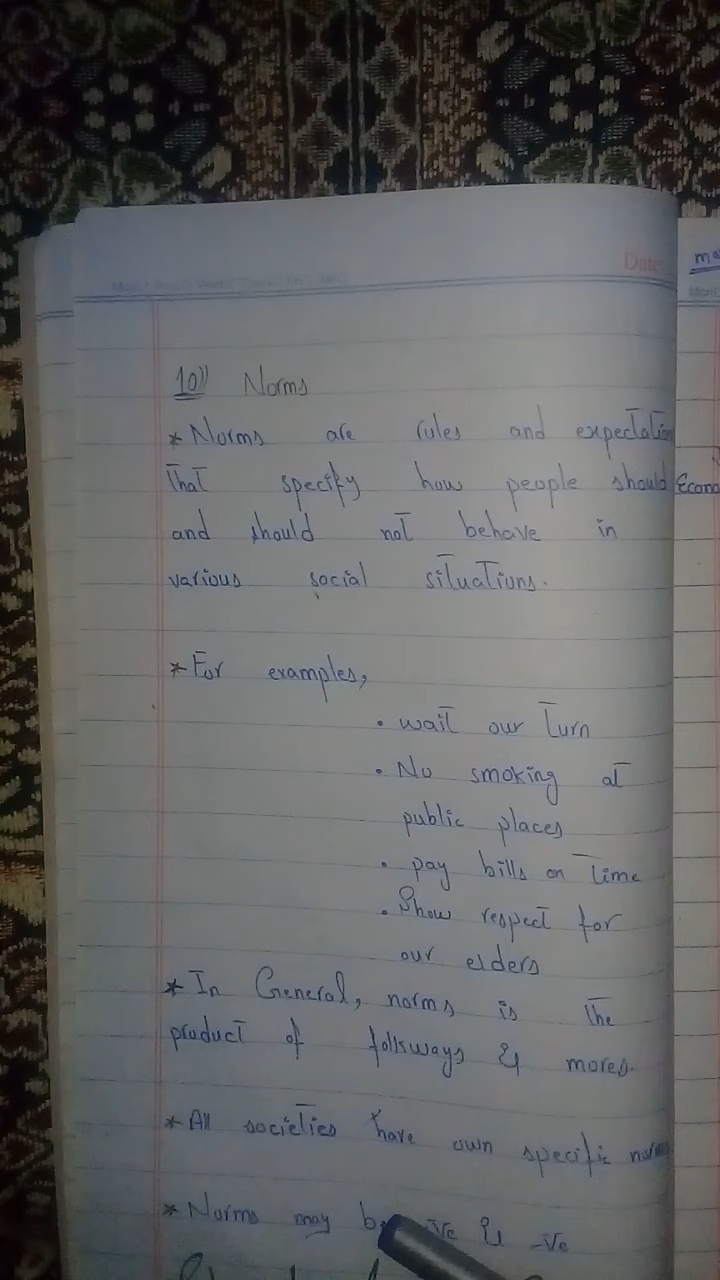 Date
ma
10)) Norms
* Norms are rules and expectation
that specify how people should
Econo
and should not behave in
various social situations.
* For examples,
• wait our Turn
• No smoking at
public places
• pay bills on Time
• Show respect for
our elders
* In General, norms is the
product of folkways & mores.
* All societies have own specific norms
* Norms may be ve & -ve